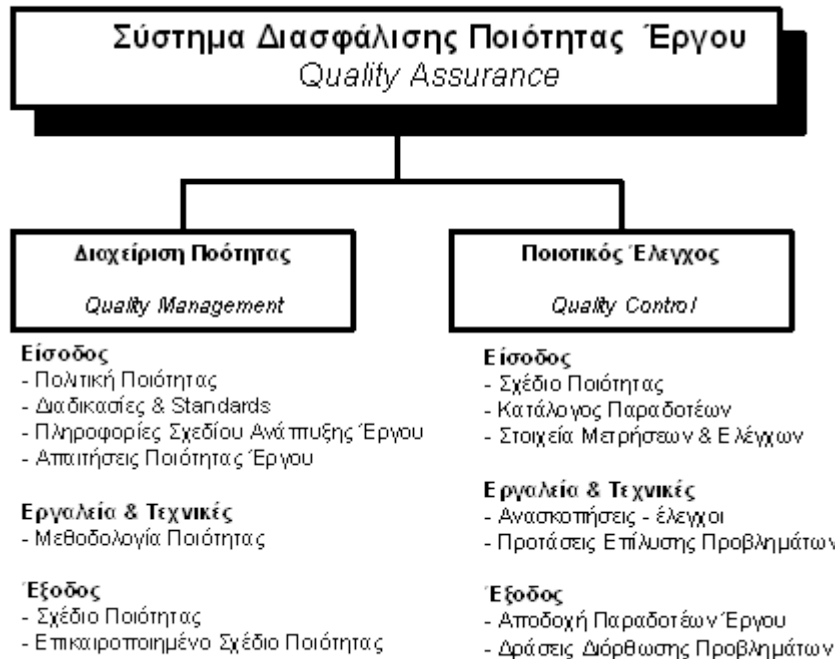 Σύστημα Διασφάλισης Ποιότητας Έργου
Quality Assurance
Διαχείριση Ποότητας
Quality Management
Είσοδος
- Πολιτική Ποιότητας
- Διαδικασίες & Standards
- Πληροφορίες Σχεδίου Ανάπτυξης Έργου
- Απαιτήσεις Ποιότητας Έργου
Εργαλεία & Τεχνικές
- Μεθοδολογία Ποιότητας
Έξοδος
- Σχέδιο Ποιότητας
- Επικαιροποιημένο Σχέδιο Ποιότητας
Ποιοτικός Έλεγχος
Quality Control
Είσοδος
- Σχέδιο Ποιότητας
- Κατάλογος Παραδοτέων
- Στοιχεία Μετρήσεων & Ελέγχων
Εργαλεία & Τεχνικές
- Ανασκοπήσεις - έλεγχοι
- Προτάσεις Επίλυσης Προβλημάτων
Έξοδος
- Αποδοχή Παραδοτέων Έργου
- Δράσεις Διόρθωσης Προβλημάτων